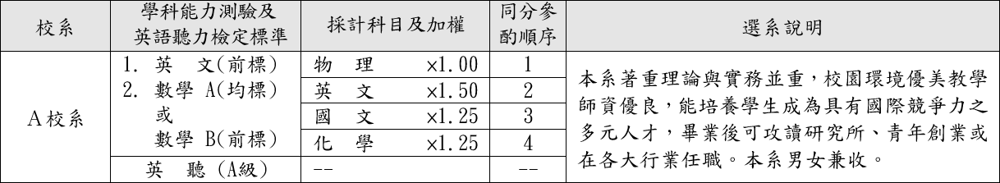 校系
學科能力測驗及
英語聽力檢定標準
採計科目及加權
同分參
酌順序
選系說明
A校系
1. 英 文(前標)
2. 數學 A(均標)
或
數學 B(前標)
英 聽 (A級)
物 理 ×1.00 1
英 文 ×1.50 2
國 文 ×1.25 3
化 學 ×1.25 4
-- --
本系著重理論與實務並重，校園環境優美教學
師資優良，能培養學生成為具有國際競爭力之
多元人才，畢業後可攻讀研究所、青年創業或
在各大行業任職。本系男女兼收。